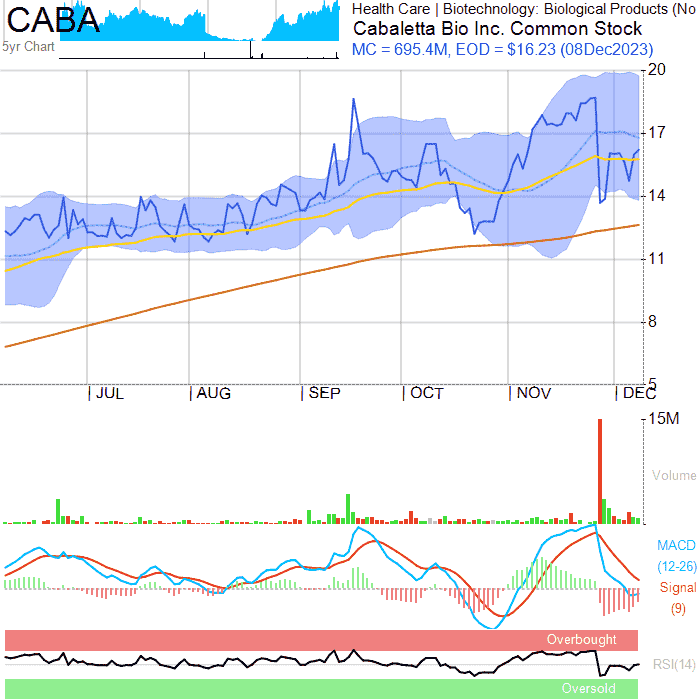 CABA
5yr Chart
Health Care | Biotechnology: Biological Products (No
Cabaletta Bio Inc. Common Stock
MC = 695.4M, EOD = $16.23 (08Dec2023)
20
17
14
11
8
5
JUL AUG SEP OCT NOV DEC
15M
Volume
MACD
(12-26)
Signal
(9)
Overbought
RSI(14)
Oversold